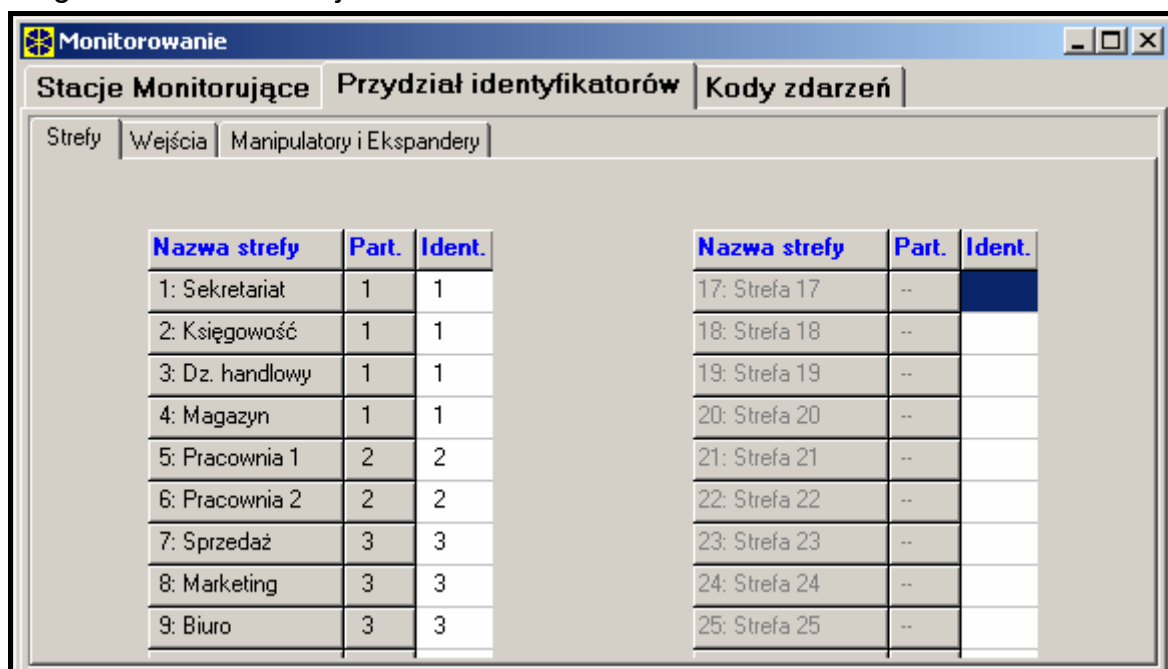 Monitorowanie
Stacje Monitorujące Przydział identyfikatorów Kody zdarzeń
Strefy Wejścia Manipulatory i Ekspandery
Nazwa strefy Part. Ident. Nazwa strefy Part. Ident.
1: Sekretariat 1 1 17: Strefa 17 --
2: Księgowość 1 1 18: Strefa 18 --
3: Dz. handlowy 1 1 19: Strefa 19 --
4: Magazyn 1 1 20: Strefa 20 --
5: Pracownia 1 2 2 21: Strefa 21 --
6: Pracownia 2 2 2 22: Strefa 22 --
7: Sprzedaż 3 3 23: Strefa 23 --
8: Marketing 3 3 24: Strefa 24 --
9: Biuro 3 3 25: Strefa 25 --